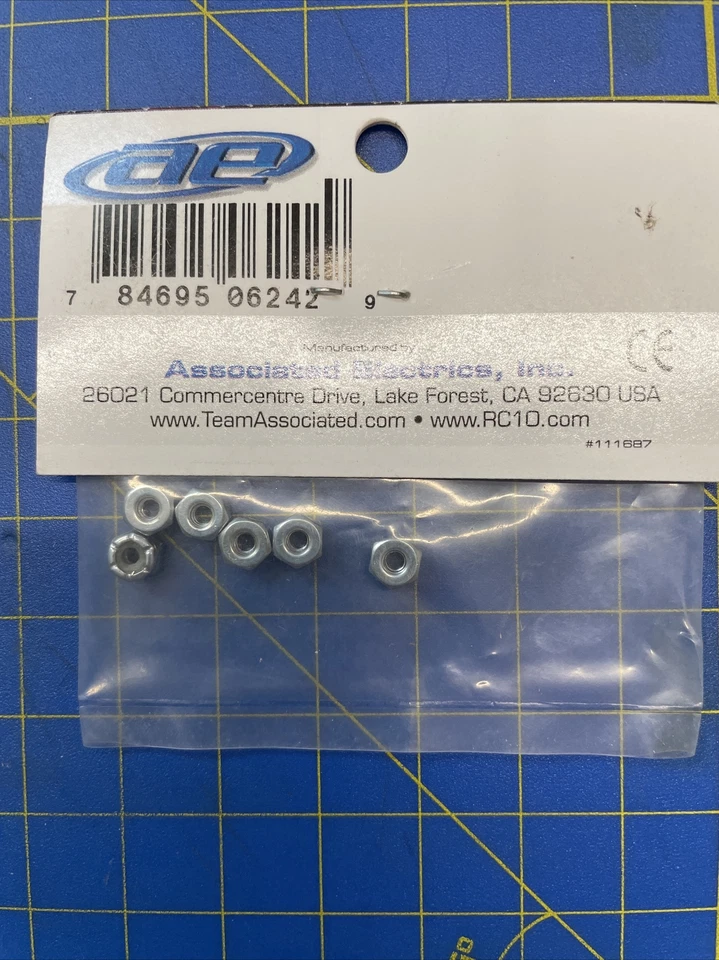 ae
7 84695 06242 9
Manufactured by
Associated Electrics, Inc.
CE
26021 Commercentre Drive, Lake Forest, CA 92630 USA
www.TeamAssociated.com • www.RC10.com
#111687